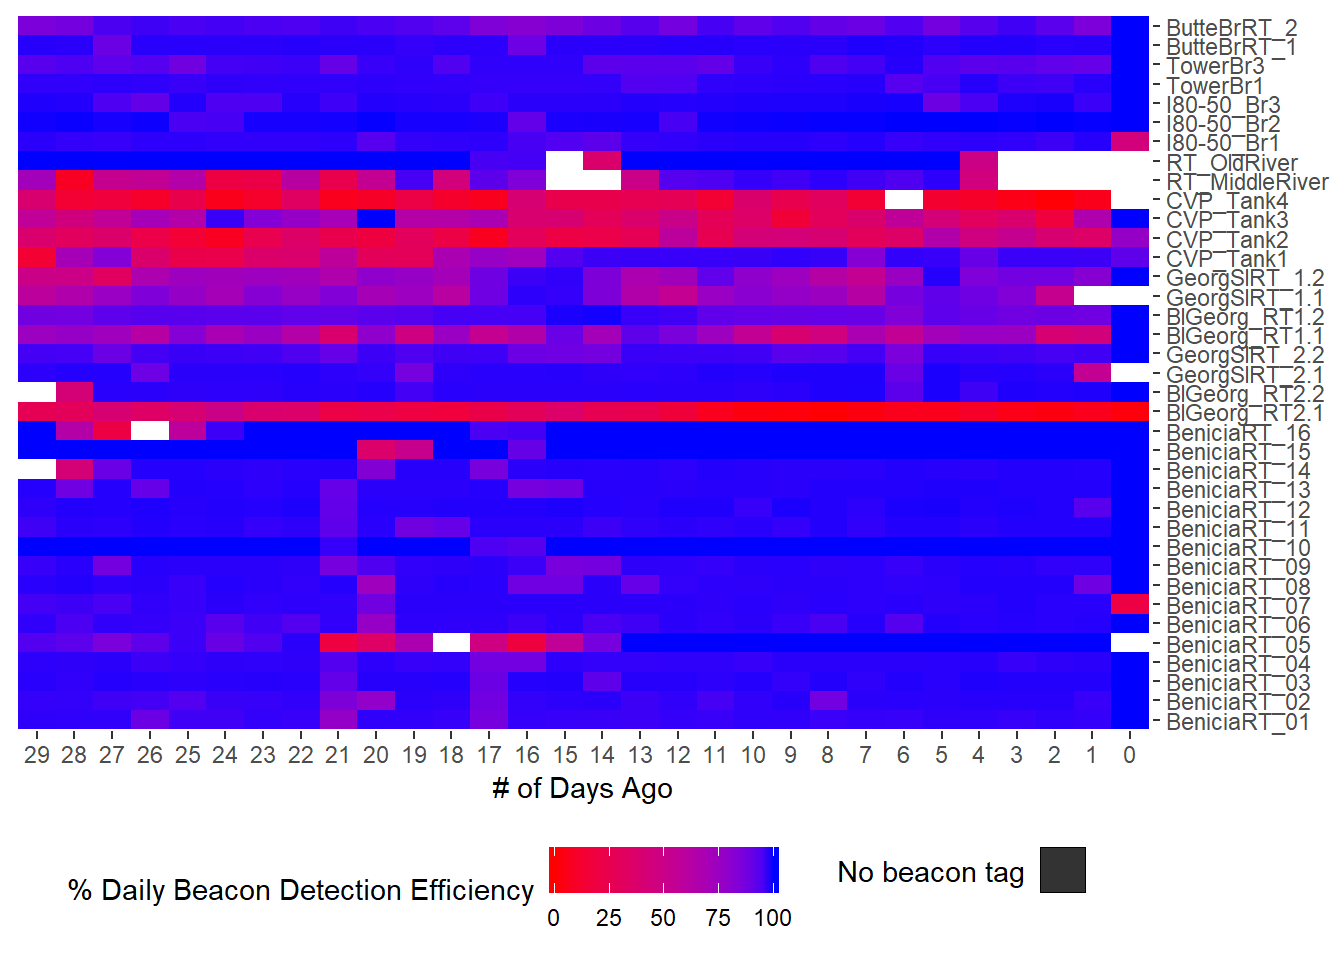 ButteBrRT_2
ButteBrRT_1
TowerBr3
TowerBr1
I80-50_Br3
I80-50_Br2
I80-50_Br1
RT_OldRiver
RT_MiddleRiver
CVP_Tank4
CVP_Tank3
CVP_Tank2
CVP_Tank1
GeorgSlRT_1.2
GeorgSlRT_1.1
BlGeorg_RT1.2
BlGeorg_RT1.1
GeorgSlRT_2.2
GeorgSlRT_2.1
BlGeorg_RT2.2
BlGeorg_RT2.1
BeniciaRT_16
BeniciaRT_15
BeniciaRT_14
BeniciaRT_13
BeniciaRT_12
BeniciaRT_11
BeniciaRT_10
BeniciaRT_09
BeniciaRT_08
BeniciaRT_07
BeniciaRT_06
BeniciaRT_05
BeniciaRT_04
BeniciaRT_03
BeniciaRT_02
BeniciaRT_01
29 28 27 26 25 24 23 22 21 20 19 18 17 16 15 14 13 12 11 10 9 8 7 6 5 4 3 2 1 0
# of Days Ago
% Daily Beacon Detection Efficiency
0 25 50 75 100
No beacon tag